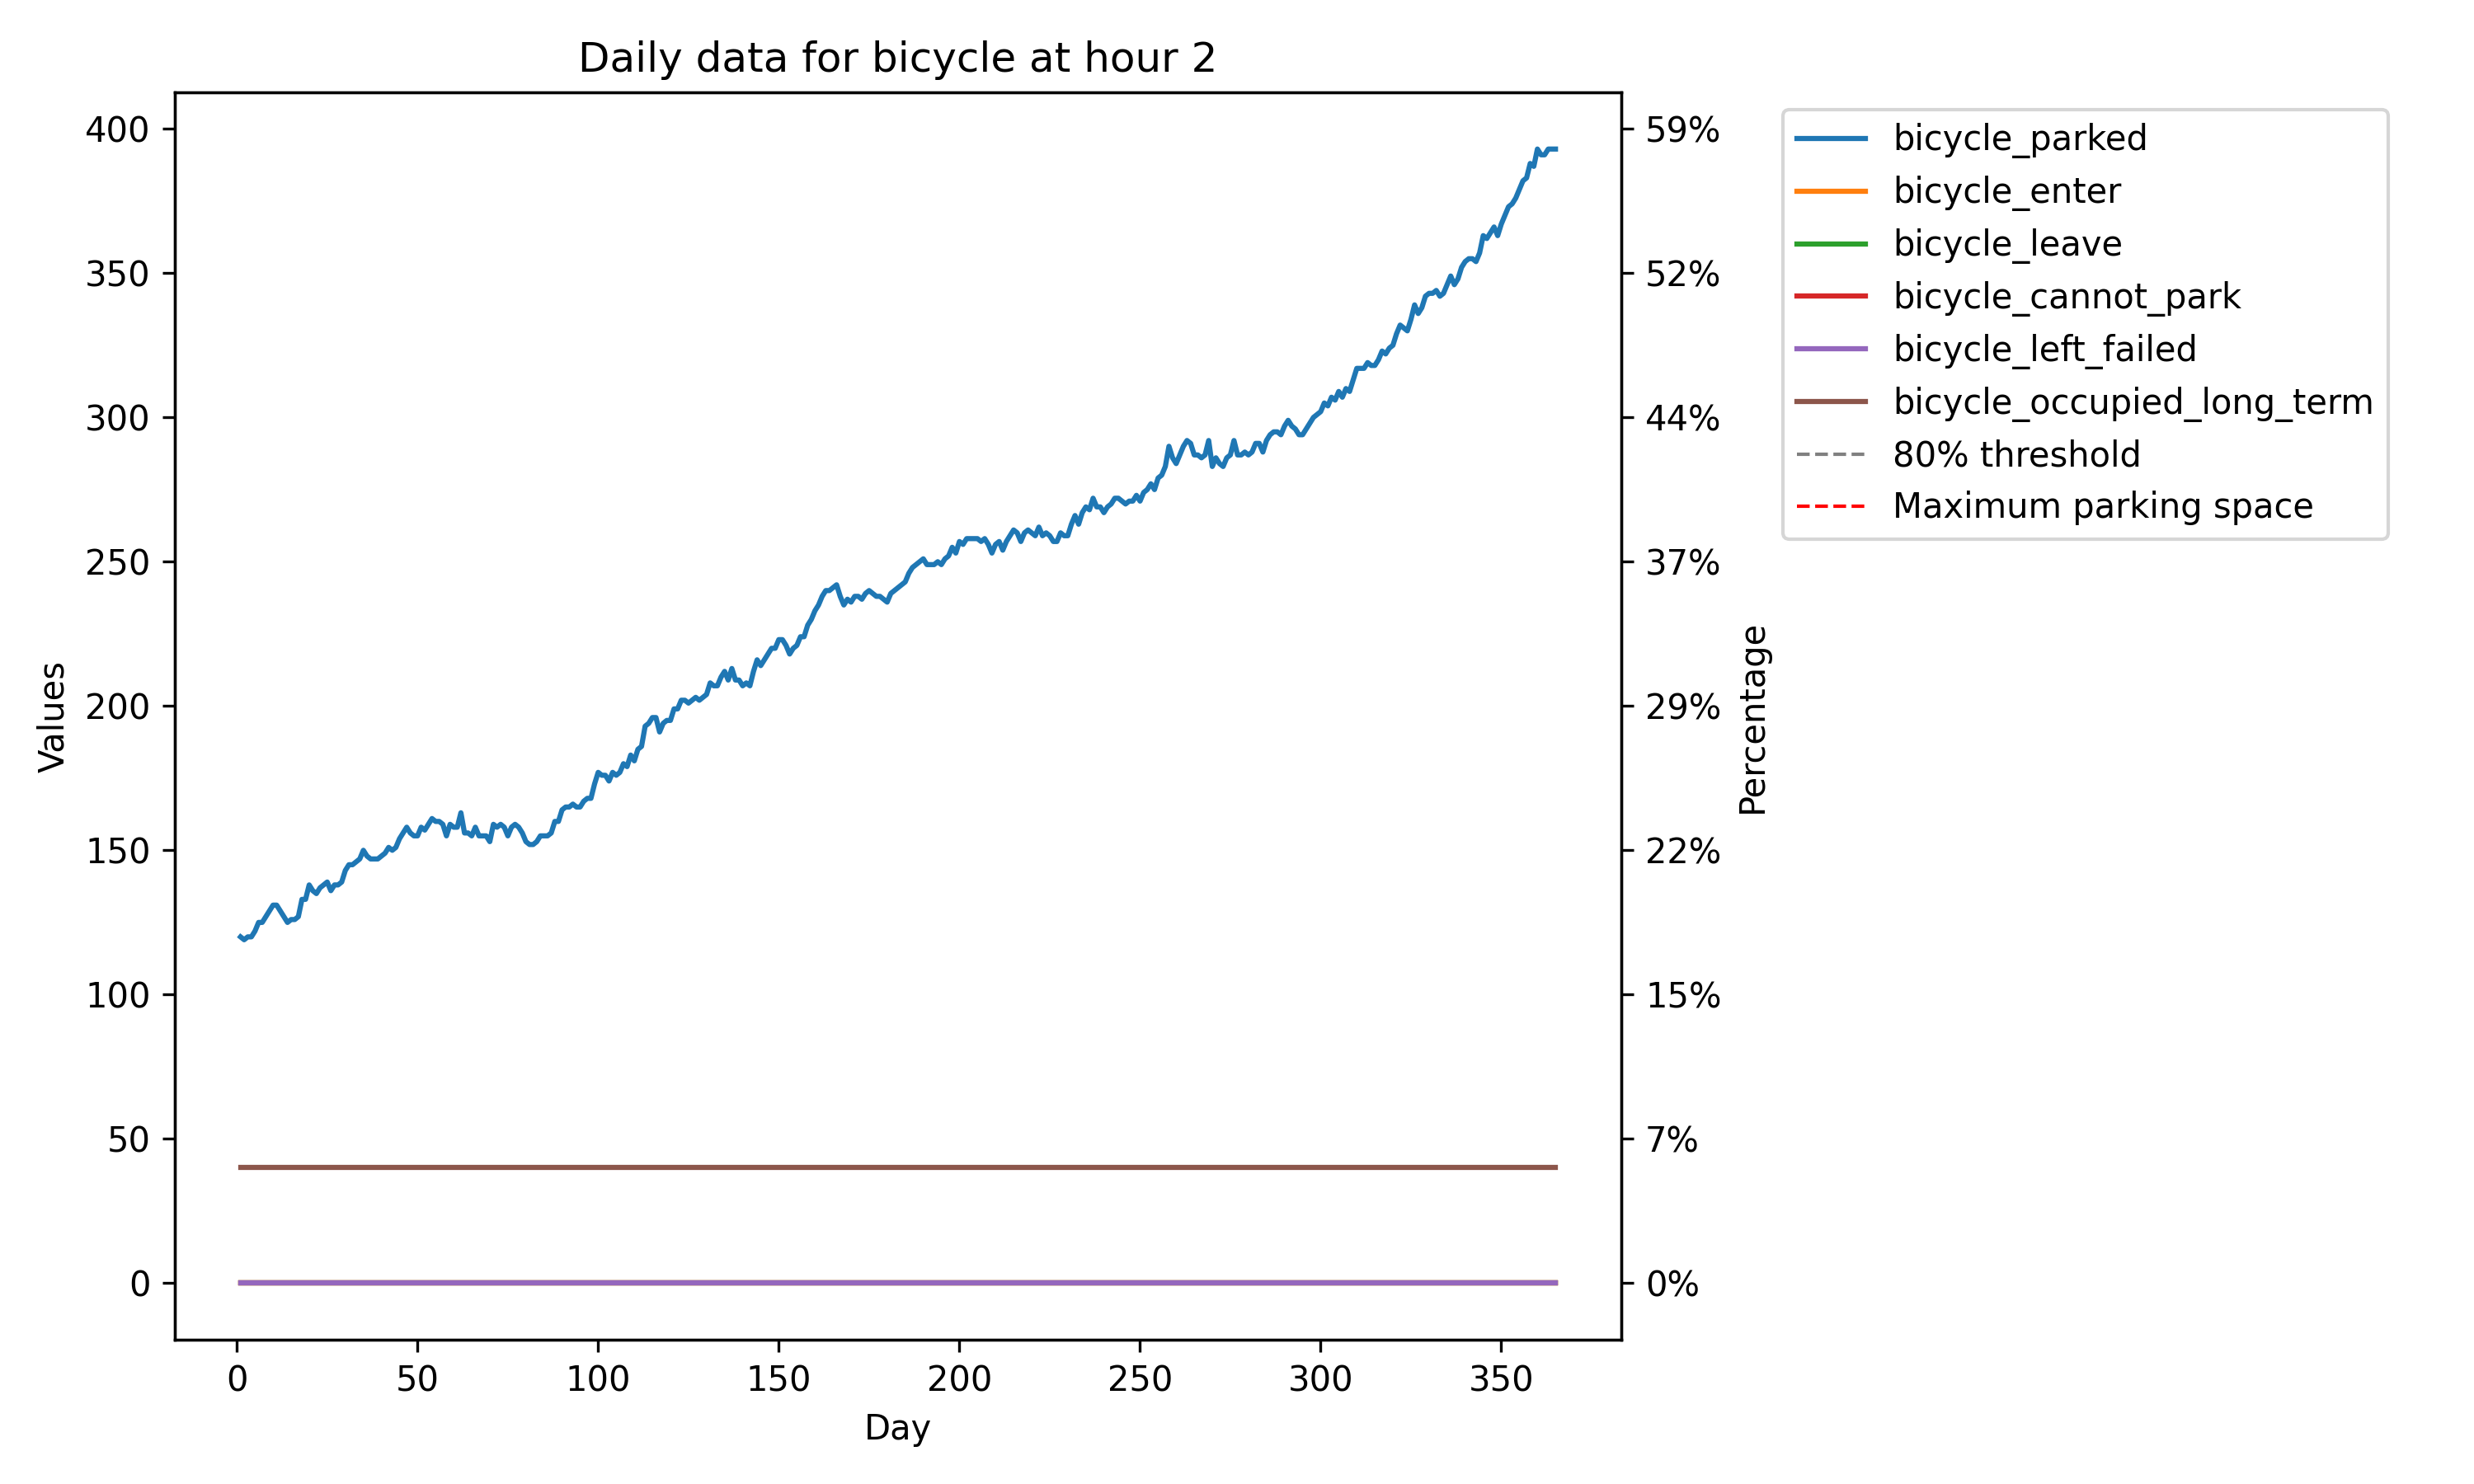 Daily data for bicycle at hour 2
400
350
300
250
200
150
100
50
0
Values
0
50
100
150
200
250
300
350
Day
59%
52%
44%
37%
29%
22%
15%
7%
0%
Percentage
bicycle_parked
bicycle_enter
bicycle_leave
bicycle_cannot_park
bicycle_left_failed
bicycle_occupied_long_term
80% threshold
Maximum parking space